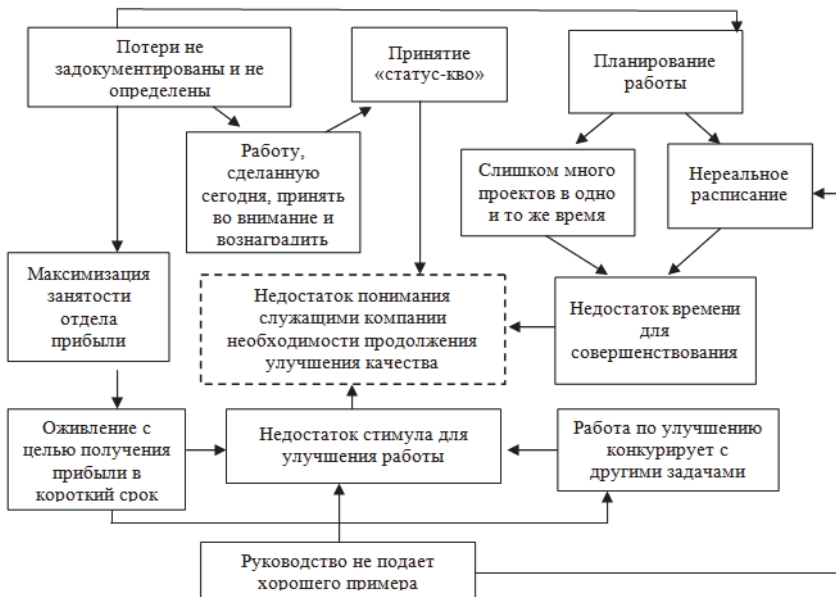 Потери не
задокументированы и не
определены
Принятие
«статус-кво»
Планирование
работы
Работу,
сделанную
сегодня, принять
во внимание и
вознаградить
Слишком много
проектов в одно
и то же время
Нереальное
расписание
Максимизация
занятости
отдела
прибыли
Недостаток понимания
служащими компании
необходимости продолжения
улучшения качества
Недостаток времени
для
совершенствования
Оживление с
целью получения
прибыли в
короткий срок
Недостаток стимула для
улучшения работы
Работа по улучшению
конкурирует с
другими задачами
Руководство не подает
хорошего примера